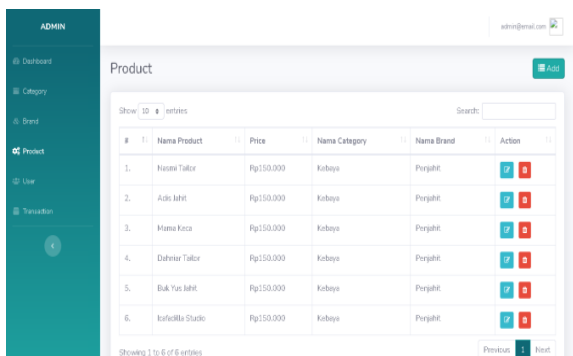 ADMIN
admin@email.com
Dashboard
Category
Brand
Product
User
Transaction
Product
Add
Show 10 entries
Search:
# Nama Product Price Nama Category Nama Brand Action
1. Nasmi Tailor Rp150.000 Kebaya Penjahit
2. Adis Jahit Rp150.000 Kebaya Penjahit
3. Mama Keca Rp150.000 Kebaya Penjahit
4. Dahniar Tailor Rp150.000 Kebaya Penjahit
5. Buk Yus Jahit Rp150.000 Kebaya Penjahit
6. Icefadilla Studio Rp150.000 Kebaya Penjahit
Showing 1 to 6 of 6 entries
Previous 1 Next